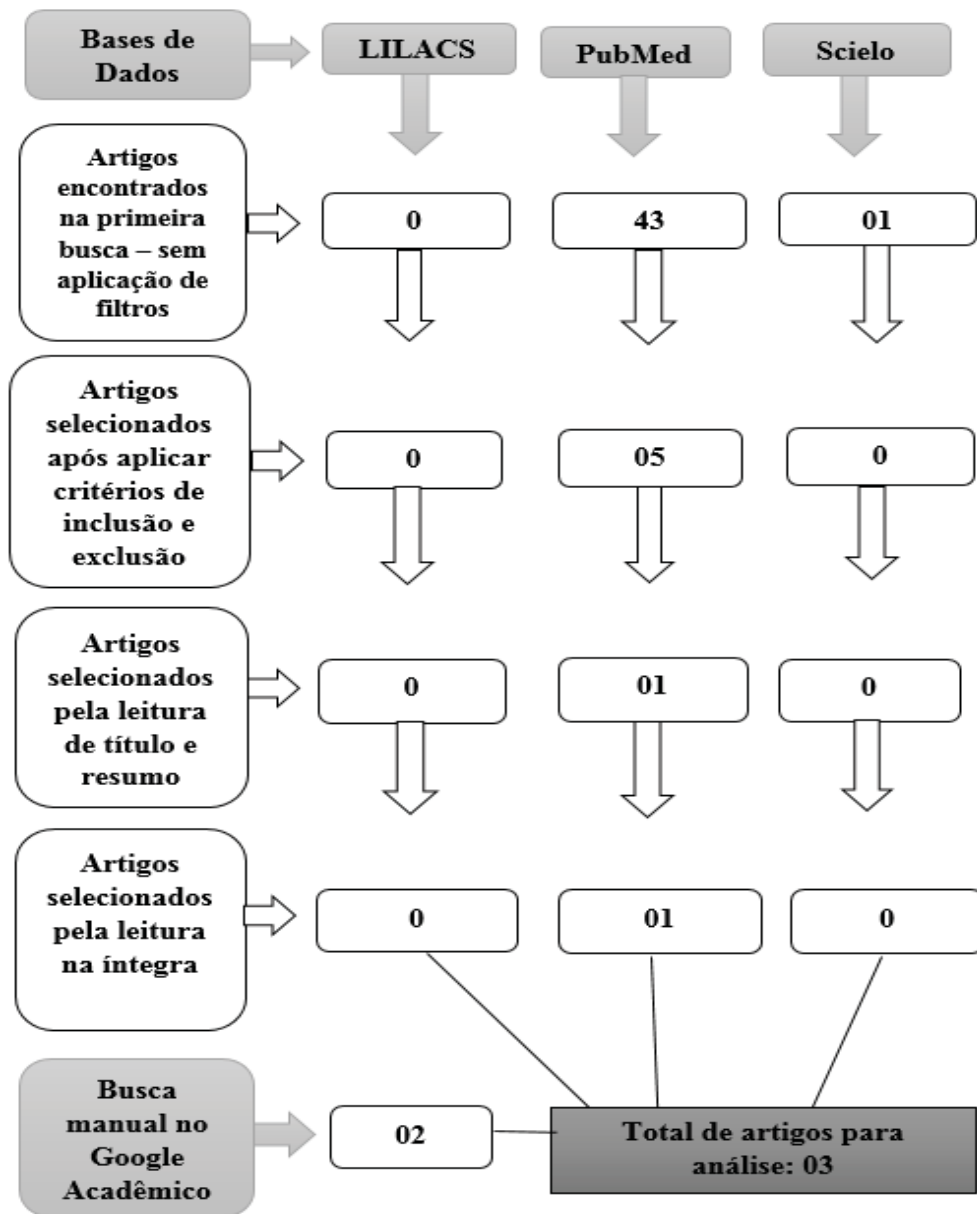 Bases de
Dados
LILACS
PubMed
Scielo
Artigos
encontrados
na primeira
busca – sem
aplicação de
filtros
0
43
01
Artigos
selecionados
após aplicar
critérios de
inclusão e
exclusão
0
05
0
Artigos
selecionados
pela leitura
de título e
resumo
0
01
0
Artigos
selecionados
pela leitura
na íntegra
0
01
0
Busca
manual no
Google
Acadêmico
02
Total de artigos para
análise: 03